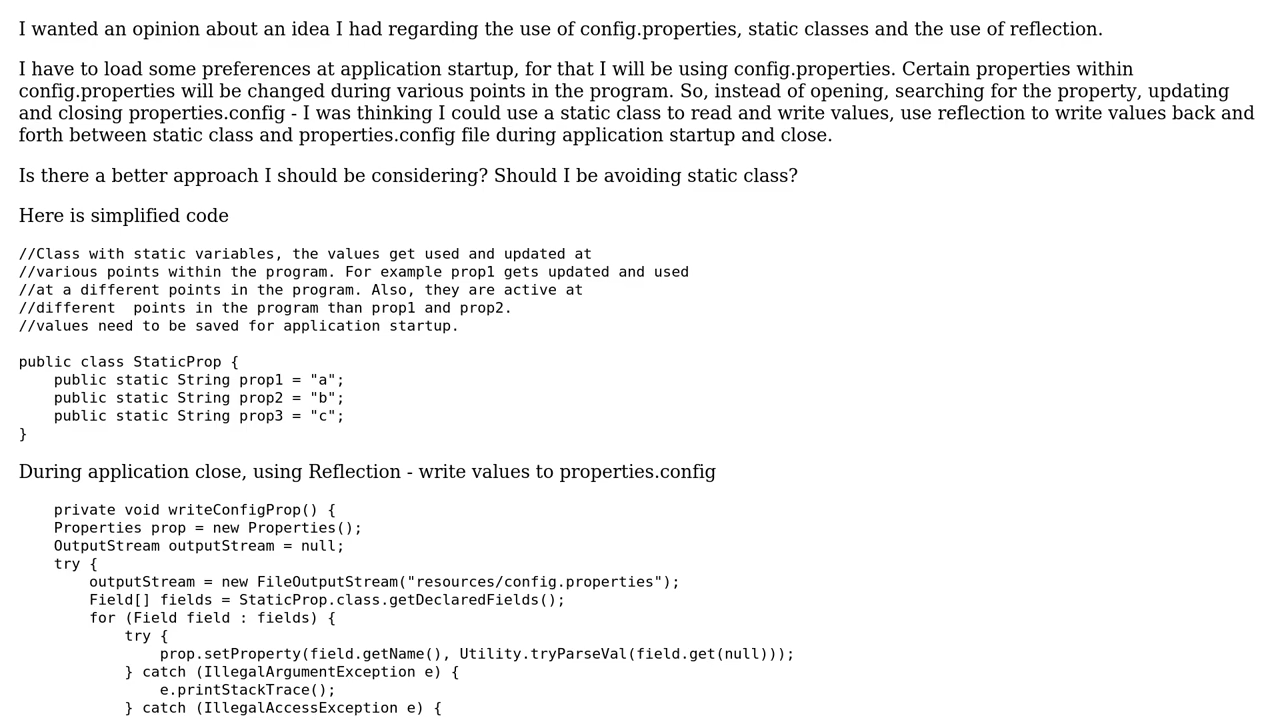 I wanted an opinion about an idea I had regarding the use of config.properties, static classes and the use of reflection.
I have to load some preferences at application startup, for that I will be using config.properties. Certain properties within
config.properties will be changed during various points in the program. So, instead of opening, searching for the property, updating
and closing properties.config - I was thinking I could use a static class to read and write values, use reflection to write values back and
forth between static class and properties.config file during application startup and close.
Is there a better approach I should be considering? Should I be avoiding static class?
Here is simplified code
//Class with static variables, the values get used and updated at
//various points within the program. For example prop1 gets updated and used
//at a different points in the program. Also, they are active at
//different  points in the program than prop1 and prop2.
//values need to be saved for application startup.
public class StaticProp {
    public static String prop1 = "a";
    public static String prop2 = "b";
    public static String prop3 = "c";
}
During application close, using Reflection - write values to properties.config
    private void writeConfigProp() {
    Properties prop = new Properties();
    OutputStream outputStream = null;
    try {
        outputStream = new FileOutputStream("resources/config.properties");
        Field[] fields = StaticProp.class.getDeclaredFields();
        for (Field field : fields) {
            try {
                prop.setProperty(field.getName(), Utility.tryParseVal(field.get(null)));
            } catch (IllegalArgumentException e) {
                e.printStackTrace();
            } catch (IllegalAccessException e) {